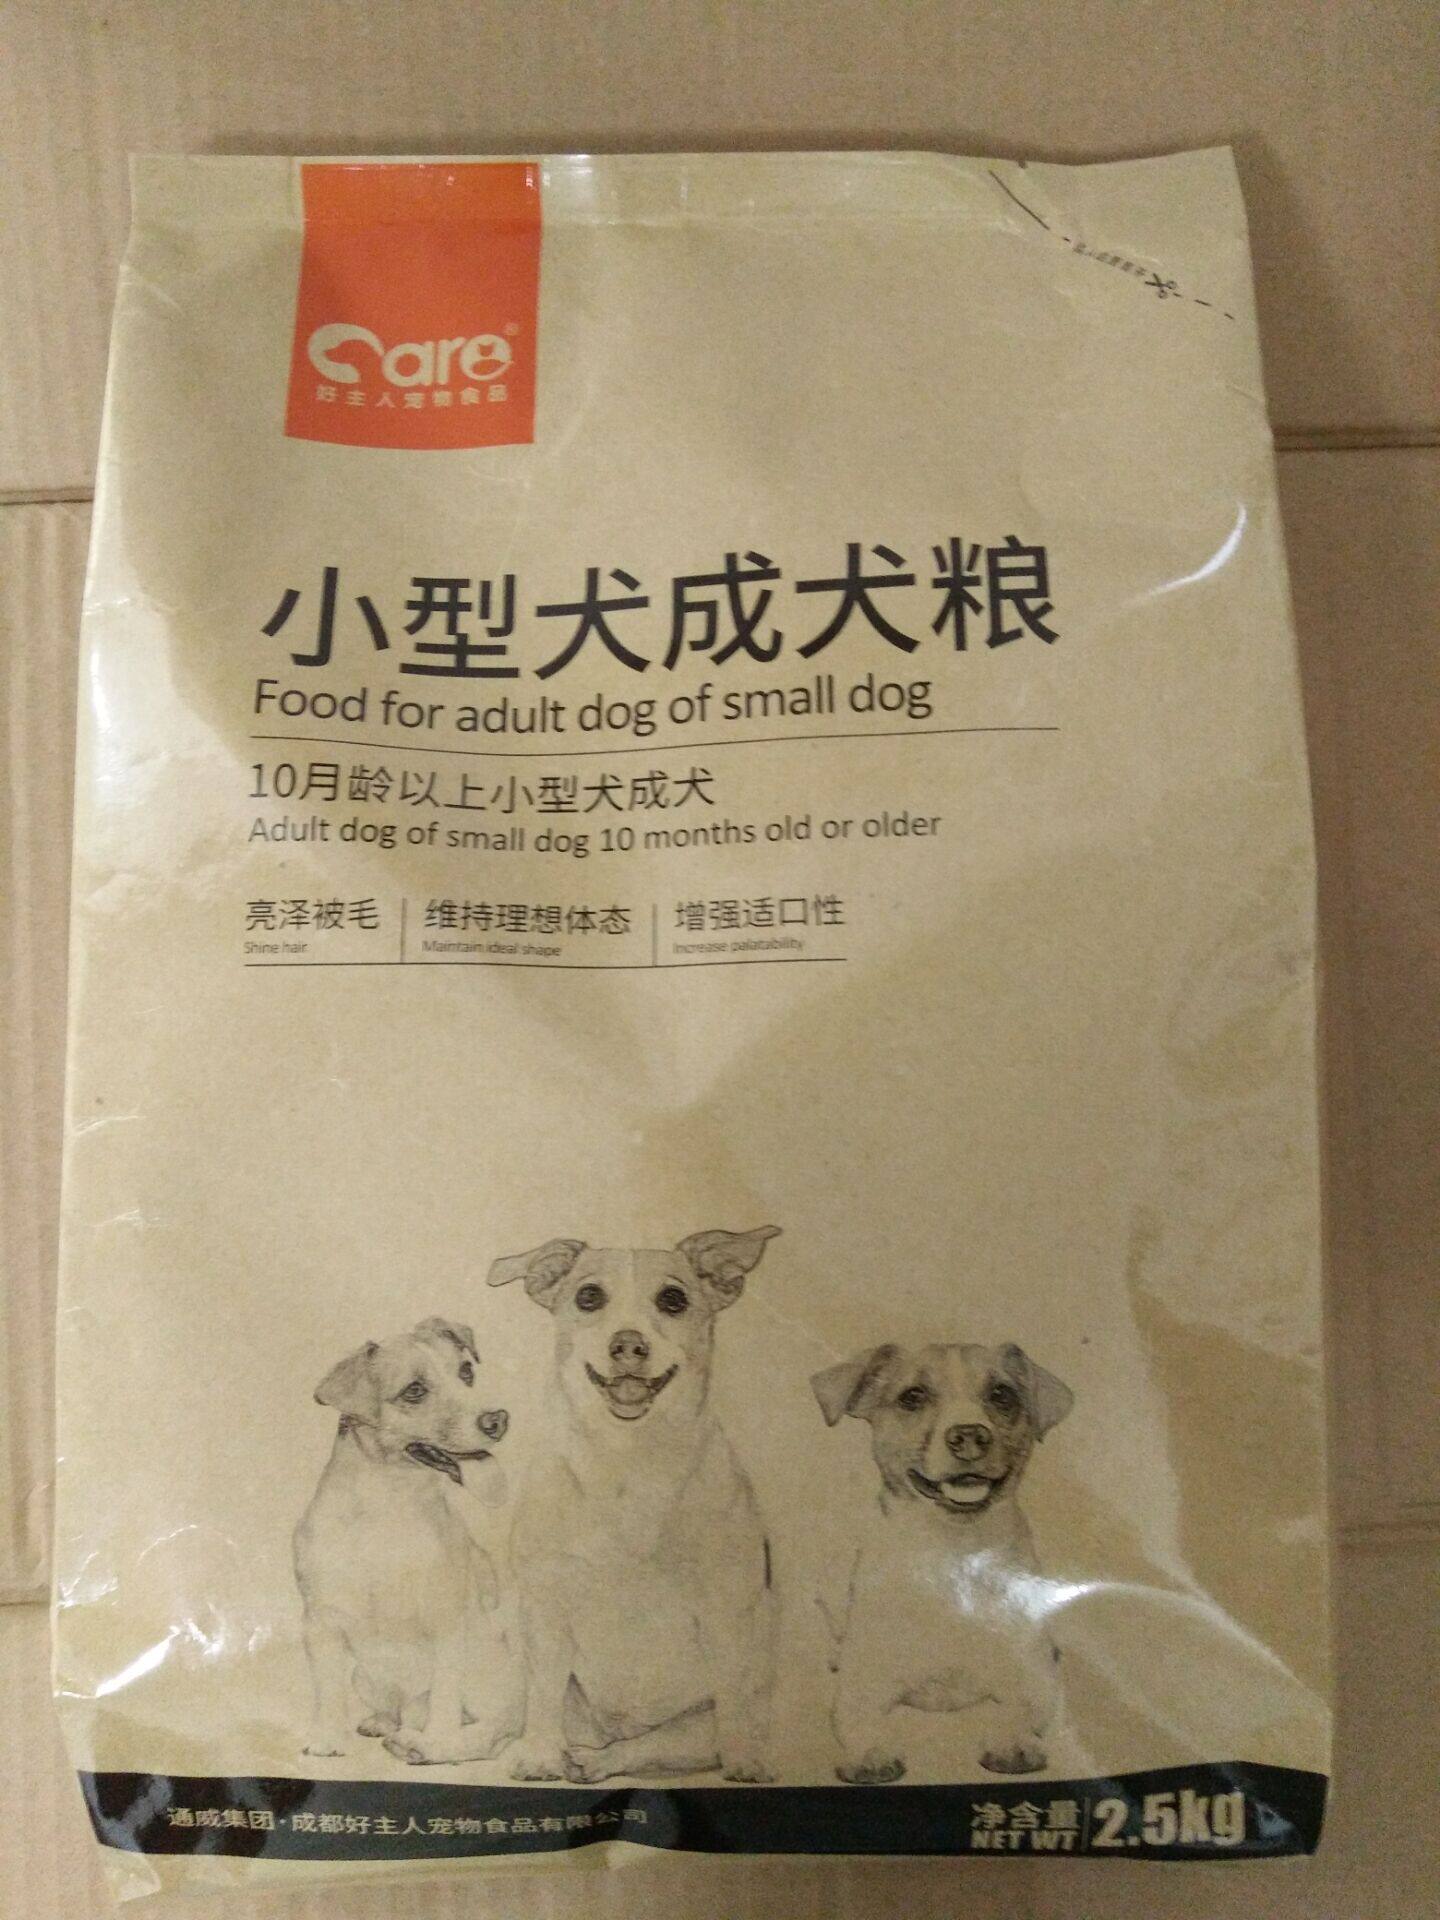 Care®
好主人宠物食品
小型犬成犬粮
Food for adult dog of small dog
10月龄以上小型犬成犬
Adult dog of small dog 10 months old or older
亮泽被毛 维持理想体态 增强适口性
Shine hair Maintain ideal shape Increase palatability
通威集团·成都好主人宠物食品有限公司
净含量 2.5kg
NET WT